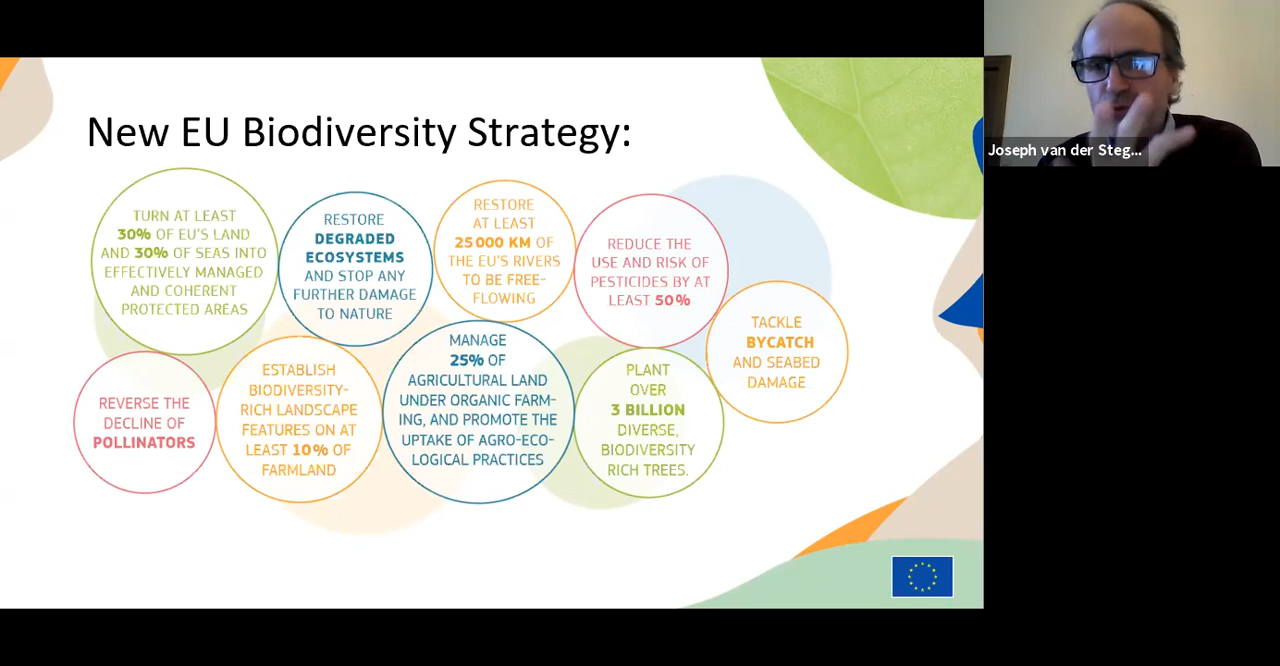 New EU Biodiversity Strategy:
TURN AT LEAST
30% OF EU'S LAND
AND 30% OF SEAS INTO
EFFECTIVELY MANAGED
AND COHERENT
PROTECTED AREAS
RESTORE
DEGRADED
ECOSYSTEMS
AND STOP ANY
FURTHER DAMAGE
TO NATURE
RESTORE
AT LEAST
25 000 KM OF
THE EU'S RIVERS
TO BE FREE-
FLOWING
REDUCE THE
USE AND RISK OF
PESTICIDES BY AT
LEAST 50%
TACKLE
BYCATCH
AND SEABED
DAMAGE
REVERSE THE
DECLINE OF
POLLINATORS
ESTABLISH
BIODIVERSITY-
RICH LANDSCAPE
FEATURES ON AT
LEAST 10% OF
FARMLAND
MANAGE
25% OF
AGRICULTURAL LAND
UNDER ORGANIC FARM-
ING, AND PROMOTE THE
UPTAKE OF AGRO-ECO-
LOGICAL PRACTICES
PLANT
OVER
3 BILLION
DIVERSE,
BIODIVERSITY
RICH TREES.
Joseph van der Steg...